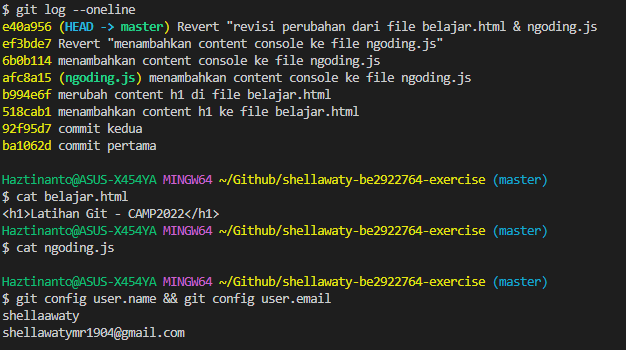 $ git log --oneline
e40a956 (HEAD -> master) Revert "revisi perubahan dari file belajar.html & ngoding.js
ef3bde7 Revert "menambahkan content console ke file ngoding.js"
6b0b114 menambahkan content console ke file ngoding.js
afc8a15 (ngoding.js) menambahkan content console ke file ngoding.js
b994e6f merubah content h1 di file belajar.html
518cab1 menambahkan content h1 ke file belajar.html
92f95d7 commit kedua
ba1062d commit pertama
Haztinanto@ASUS-X454YA MINGW64 ~/Github/shellawaty-be2922764-exercise (master)
$ cat belajar.html
<h1>Latihan Git - CAMP2022</h1>
Haztinanto@ASUS-X454YA MINGW64 ~/Github/shellawaty-be2922764-exercise (master)
$ cat ngoding.js
Haztinanto@ASUS-X454YA MINGW64 ~/Github/shellawaty-be2922764-exercise (master)
$ git config user.name && git config user.email
shellaawaty
shellawatymr1904@gmail.com